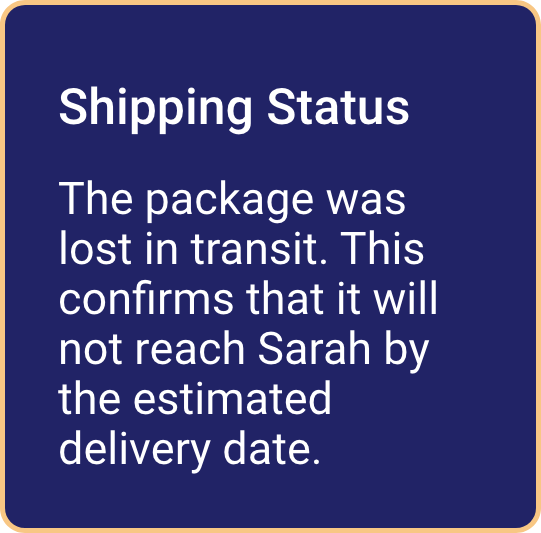 Shipping Status
The package was
lost in transit. This
confirms that it will
not reach Sarah by
the estimated
delivery date.